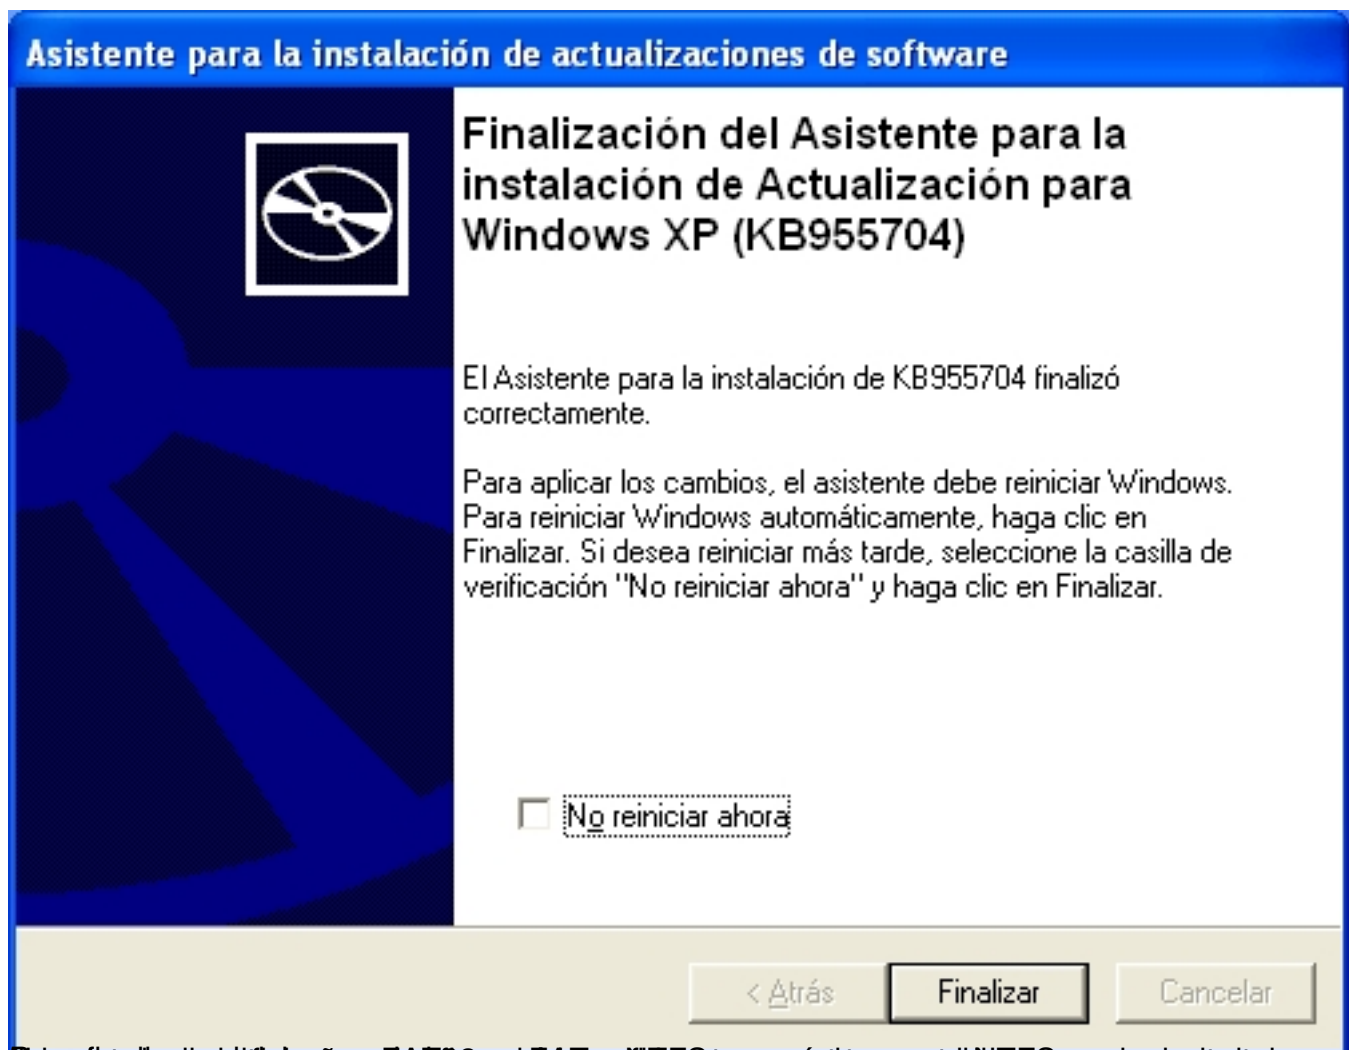 Asistente para la instalación de actualizaciones de software
Finalización del Asistente para la
instalación de Actualización para
Windows XP (KB955704)
El Asistente para la instalación de KB955704 finalizó
correctamente.
Para aplicar los cambios, el asistente debe reiniciar Windows.
Para reiniciar Windows automáticamente, haga clic en
Finalizar. Si desea reiniciar más tarde, seleccione la casilla de
verificación "No reiniciar ahora" y haga clic en Finalizar.
No reiniciar ahora
< Atrás
Finalizar
Cancelar